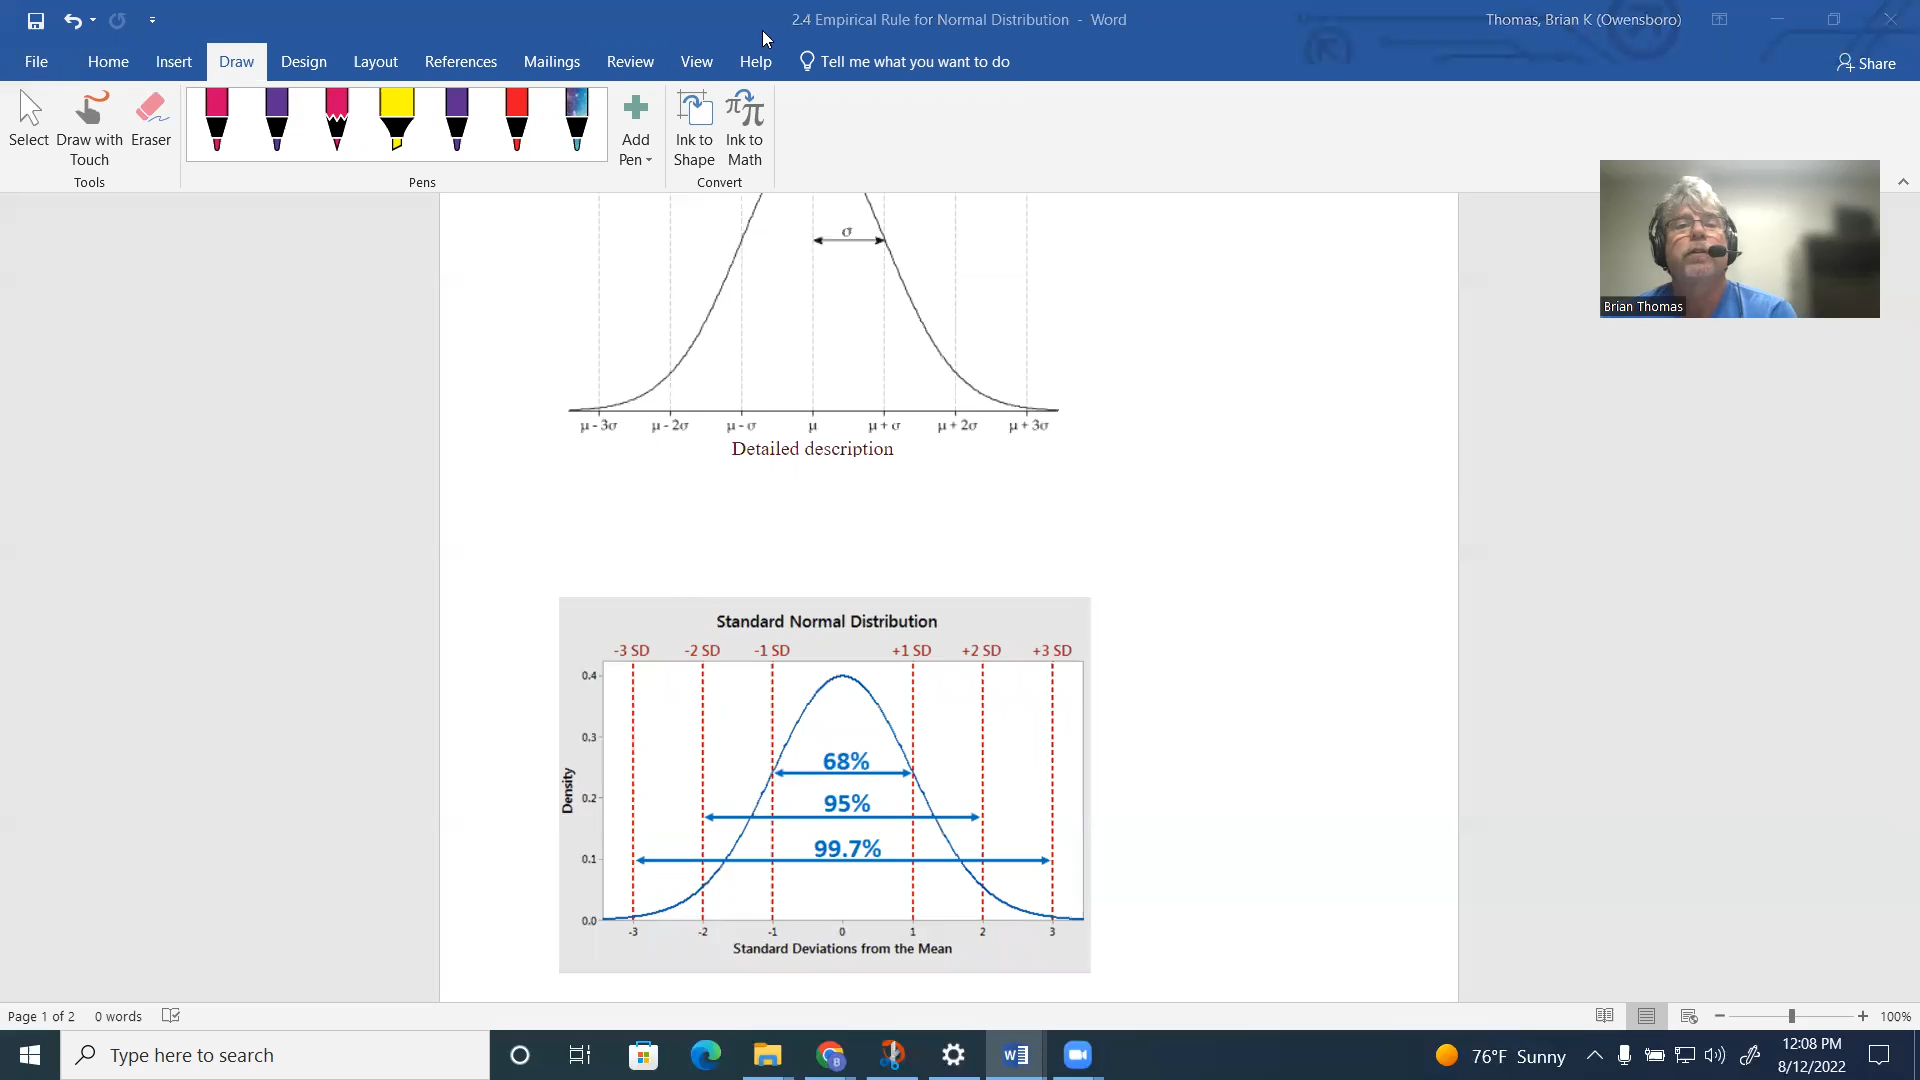 2.4 Empirical Rule for Normal Distribution - Word
Thomas, Brian K (Owensboro)
File Home Insert Draw Design Layout References Mailings Review View Help Tell me what you want to do Share
Select Draw with Touch Eraser
Add Pen
Ink to Shape
Ink to Math
Tools Pens Convert
Brian Thomas
σ
μ - 3σ μ - 2σ μ - σ μ μ + σ μ + 2σ μ + 3σ
Detailed description
Standard Normal Distribution
-3 SD -2 SD -1 SD +1 SD +2 SD +3 SD
0.4
0.3
68%
0.2
95%
99.7%
0.1
0.0
Density
-3 -2 -1 0 1 2 3
Standard Deviations from the Mean
Page 1 of 2 0 words 100%
Type here to search
76°F Sunny
12:08 PM
8/12/2022